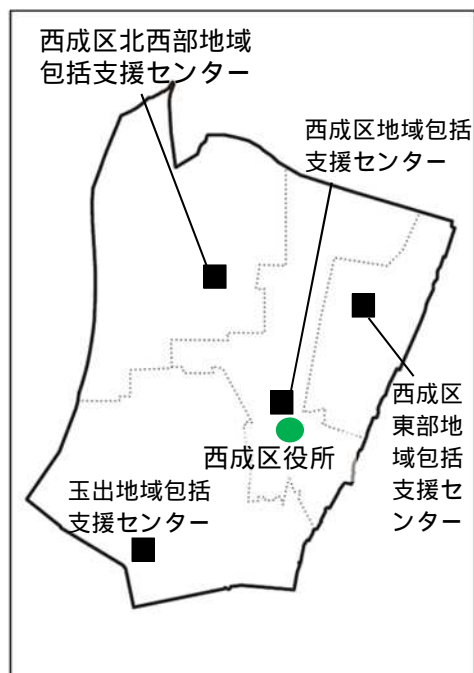 西成区北西部地域
包括支援センター
西成区地域包括
支援センター
西成区
東部地
域包括
支援セ
ンター
西成区役所
玉出地域包括
支援センター